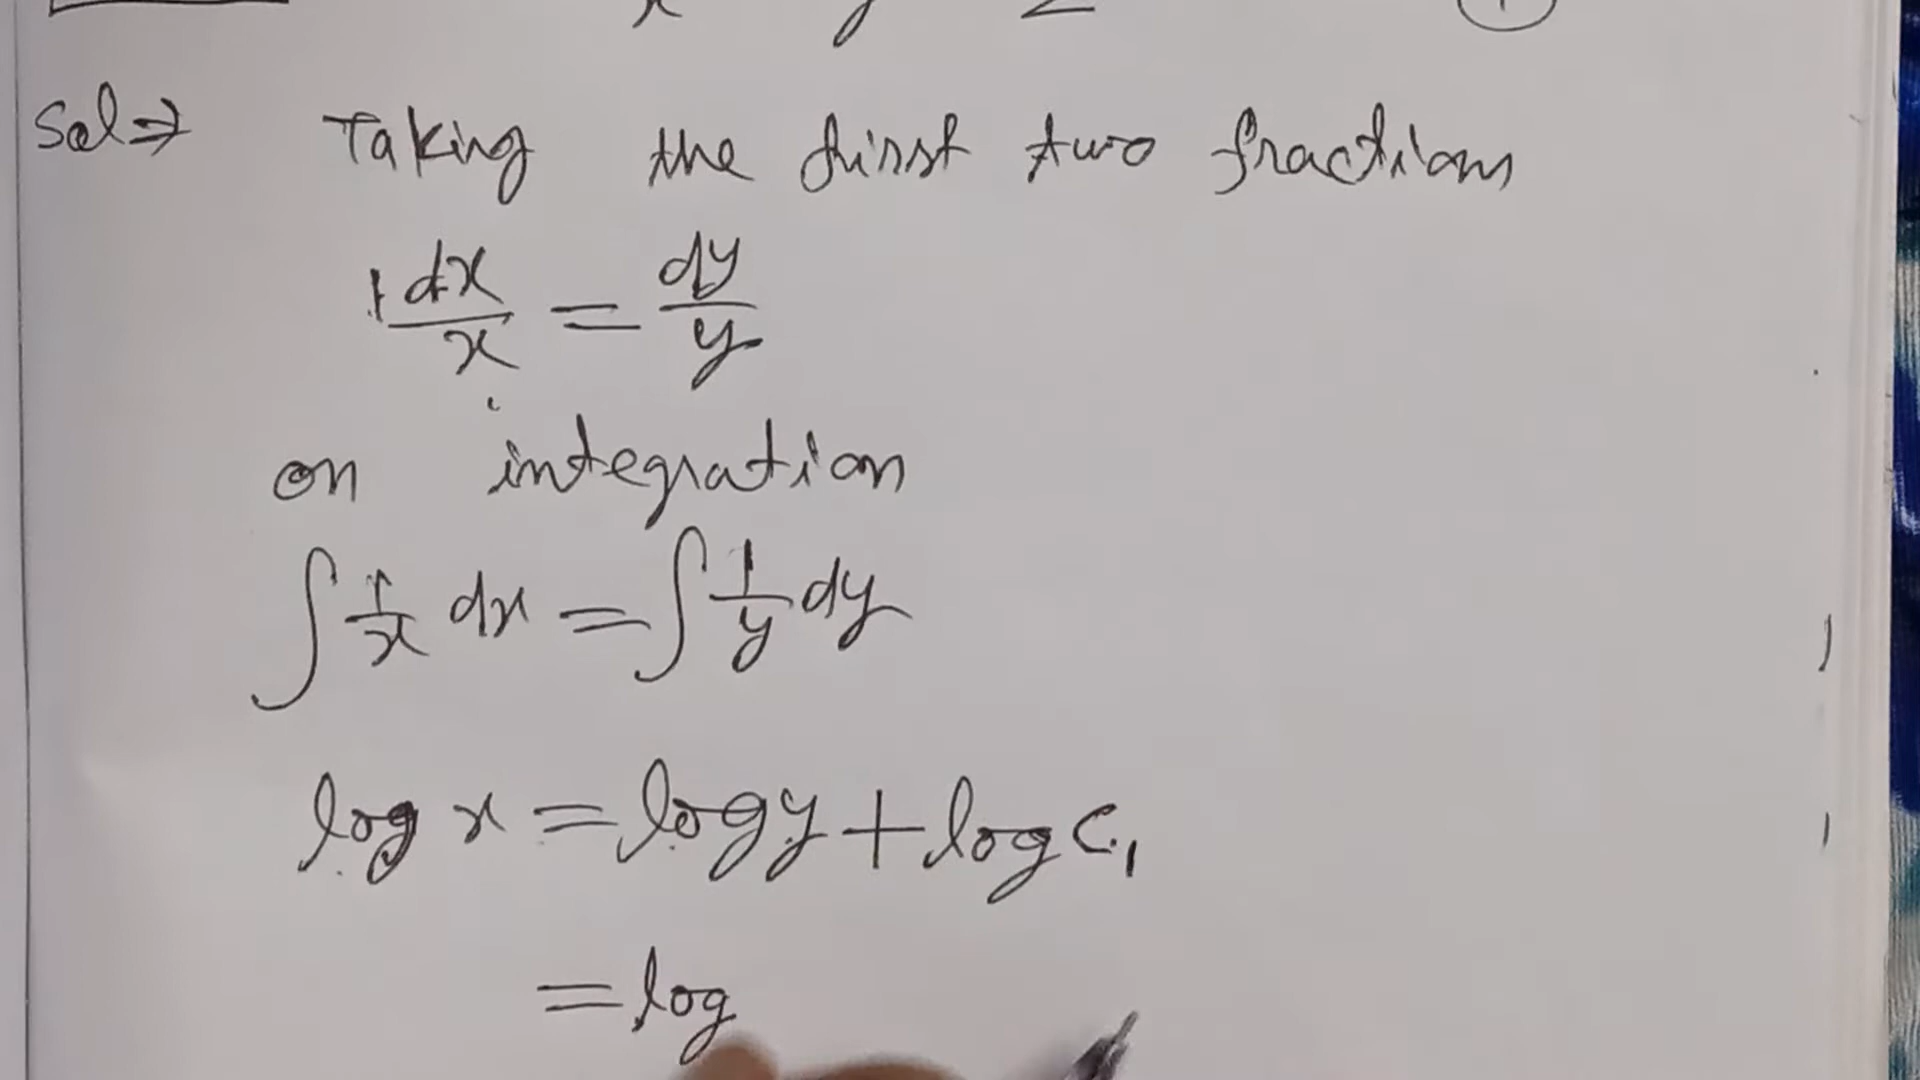 x y z 1
Sol ⇒ Taking the first two fractions
dx/x = dy/y
on integration
∫ 1/x dx = ∫ 1/y dy
log x = log y + log c₁
= log